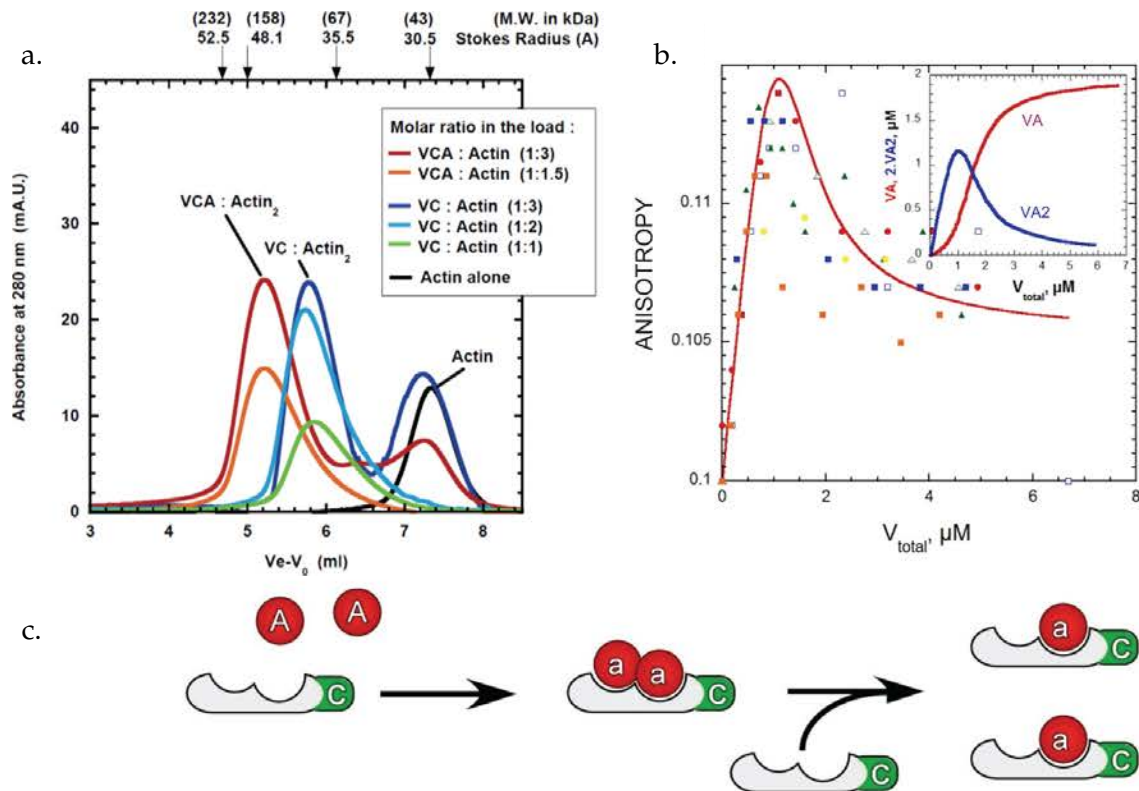 a.
(232) (158) (67) (43) (M.W. in kDa)
52.5 48.1 35.5 30.5 Stokes Radius (A)
Absorbance at 280 nm (m.A.U.)
40
30
20
10
0
Molar ratio in the load :
VCA : Actin (1:3)
VCA : Actin (1:1.5)
VC : Actin (1:3)
VC : Actin (1:2)
VC : Actin (1:1)
Actin alone
VCA : Actin2
VC : Actin2
Actin
3 4 5 6 7 8
Ve-V0 (ml)
b.
ANISOTROPY
0.11
0.105
0.1
0 2 4 6 8
Vtotal, µM
VA, 2.VA2, µM
2
1.5
1
0.5
0
VA
VA2
0 1 2 3 4 5 6 7
Vtotal, µM
c.
A A
C
a a C
C
a C
a C